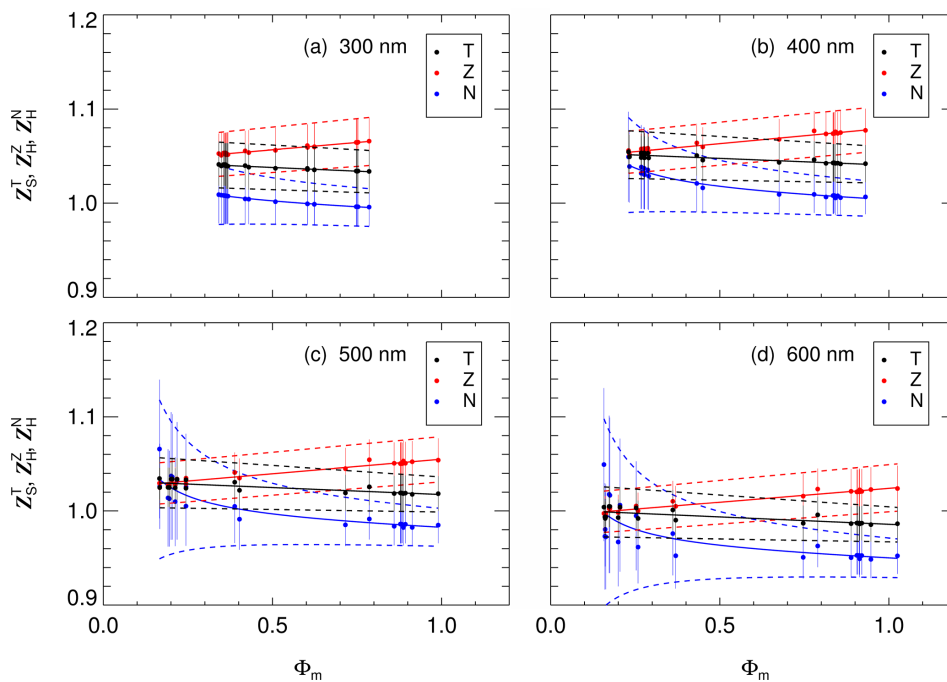 1.2
1.1
1.0
0.9
Z_S^T, Z_H^Z, Z_H^N
(a) 300 nm
T
Z
N
(b) 400 nm
T
Z
N
1.2
1.1
1.0
0.9
Z_S^T, Z_H^Z, Z_H^N
(c) 500 nm
T
Z
N
(d) 600 nm
T
Z
N
0.0 0.5 1.0
0.0 0.5 1.0
Φ_m
Φ_m